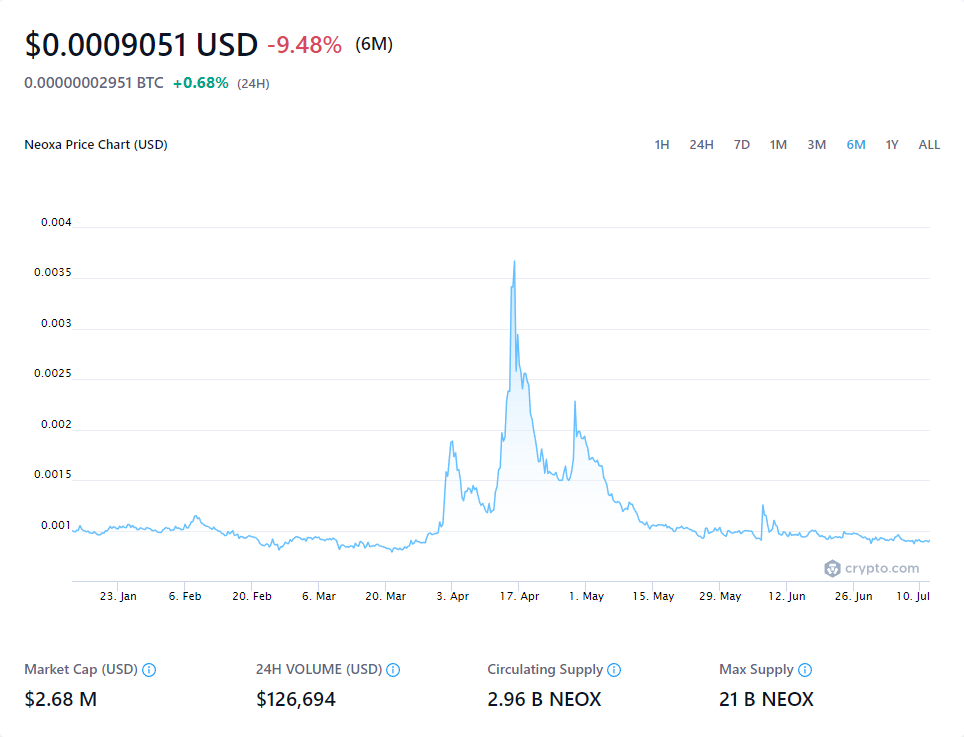 $0.0009051 USD -9.48% (6M)
0.00000002951 BTC +0.68% (24H)
Neoxa Price Chart (USD) 1H 24H 7D 1M 3M 6M 1Y ALL
0.004
0.0035
0.003
0.0025
0.002
0.0015
0.001
crypto.com
23. Jan 6. Feb 20. Feb 6. Mar 20. Mar 3. Apr 17. Apr 1. May 15. May 29. May 12. Jun 26. Jun 10. Jul
Market Cap (USD) 24H VOLUME (USD) Circulating Supply Max Supply
$2.68 M $126,694 2.96 B NEOX 21 B NEOX